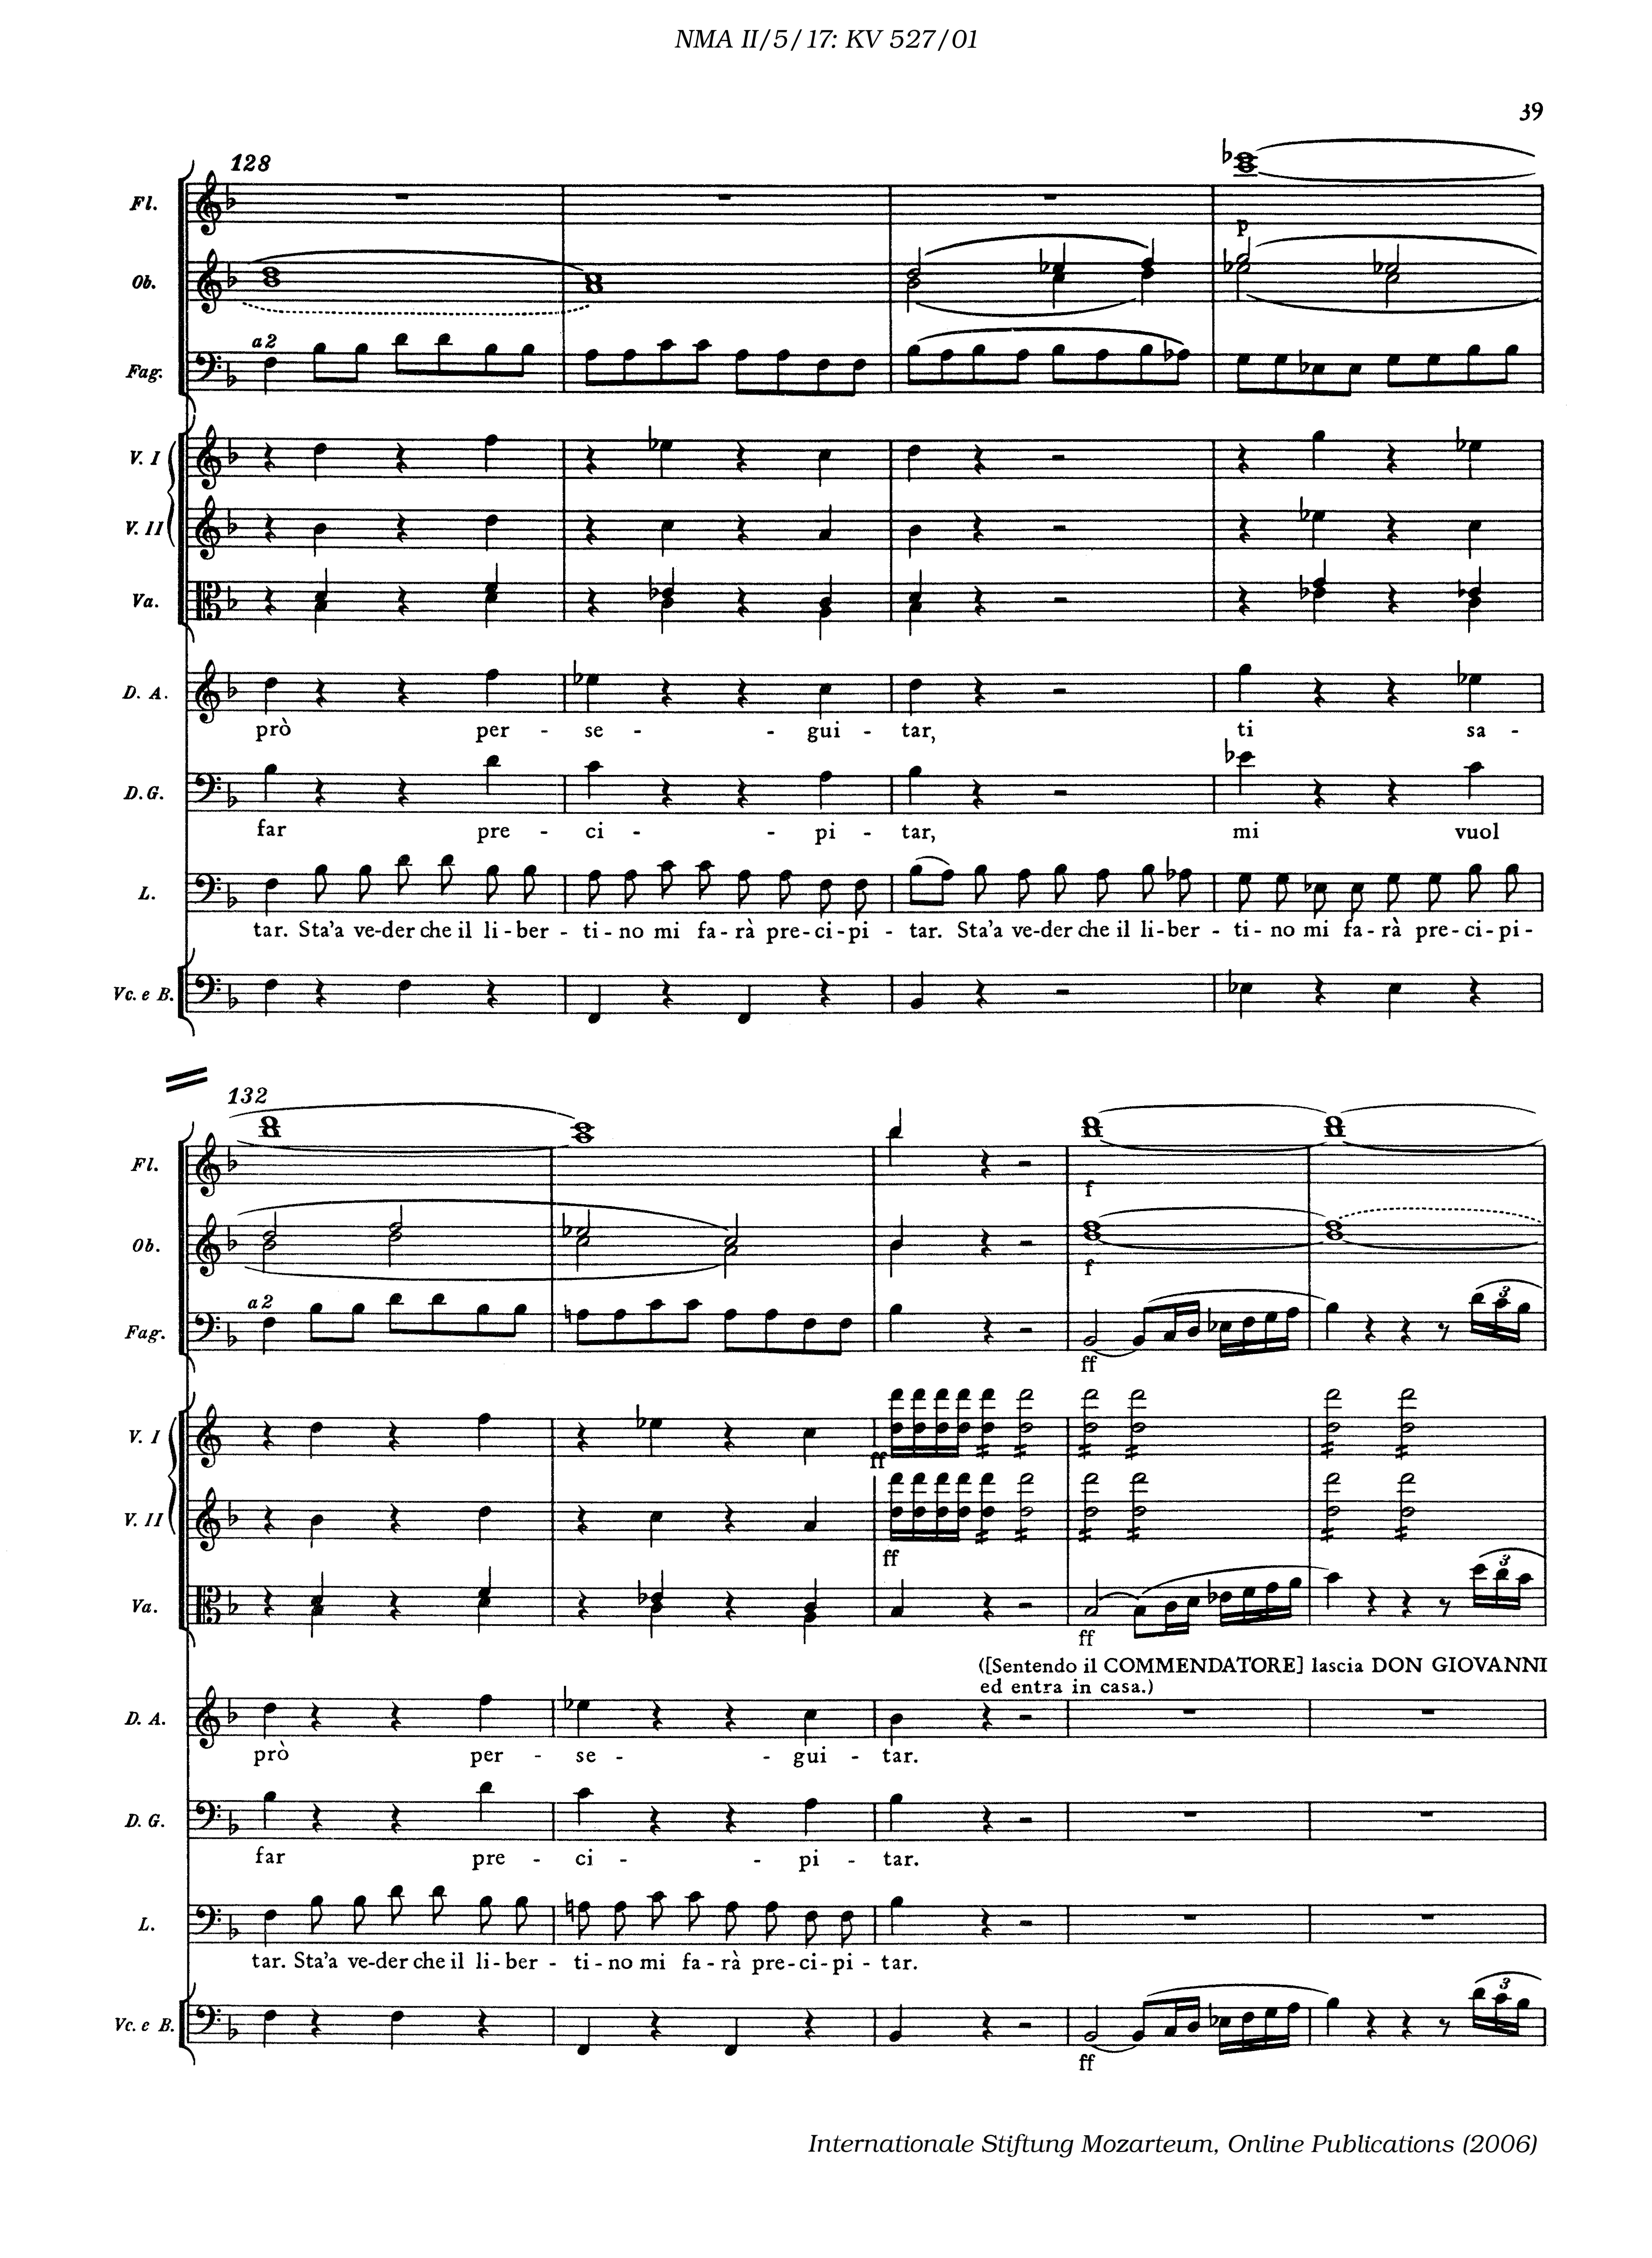 NMA II/5/17: KV 527/01
39
128
Fl.
p
Ob.
a2
Fag.
V. I
V. II
Va.
D. A.
prò per - se - - gui - tar, ti sa -
D.G.
far pre - ci - - pi - tar, mi vuol
L.
tar. Sta'a ve-der che il li-ber - ti-no mi fa-rà pre-ci-pi - tar. Sta'a ve-der che il li-ber - ti-no mi fa-rà pre-ci-pi-
Vc. e B.
132
Fl.
f
Ob.
f
a2
Fag.
3
ff
V. I
ff
V. II
ff
Va.
3
ff
([Sentendo il COMMENDATORE] lascia DON GIOVANNI
ed entra in casa.)
D. A.
prò per - se - - gui - tar.
D. G.
far pre - ci - - pi - tar.
L.
tar. Sta'a ve-der che il li-ber - ti-no mi fa-rà pre-ci-pi - tar.
Vc. e B.
3
ff
Internationale Stiftung Mozarteum, Online Publications (2006)